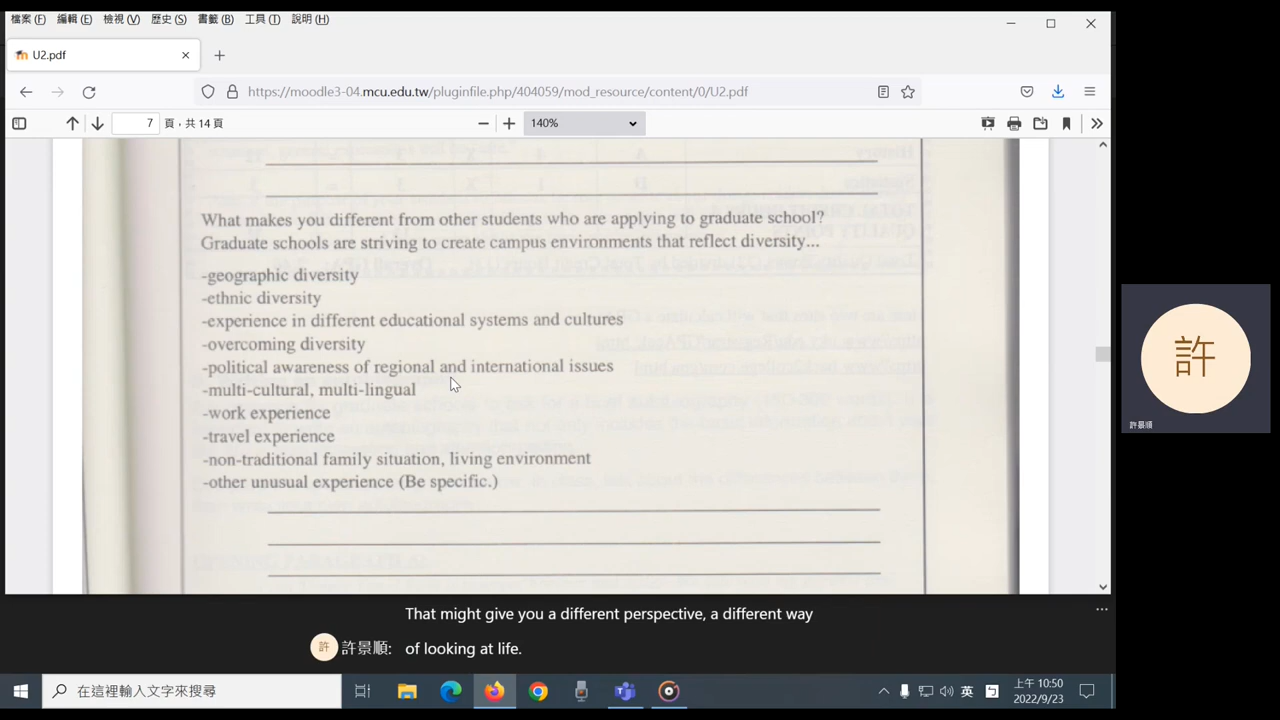 檔案 (F) 編輯 (E) 檢視 (V) 歷史 (S) 書籤 (B) 工具 (T) 說明 (H)
U2.pdf
https://moodle3-04.mcu.edu.tw/pluginfile.php/404059/mod_resource/content/0/U2.pdf
7 頁，共 14 頁
140%
What makes you different from other students who are applying to graduate school?
Graduate schools are striving to create campus environments that reflect diversity...
-geographic diversity
-ethnic diversity
-experience in different educational systems and cultures
-overcoming diversity
-political awareness of regional and international issues
-multi-cultural, multi-lingual
-work experience
-travel experience
-non-traditional family situation, living environment
-other unusual experience (Be specific.)
許
許景順
That might give you a different perspective, a different way
許 許景順: of looking at life.
在這裡輸入文字來搜尋
英
上午 10:50
2022/9/23